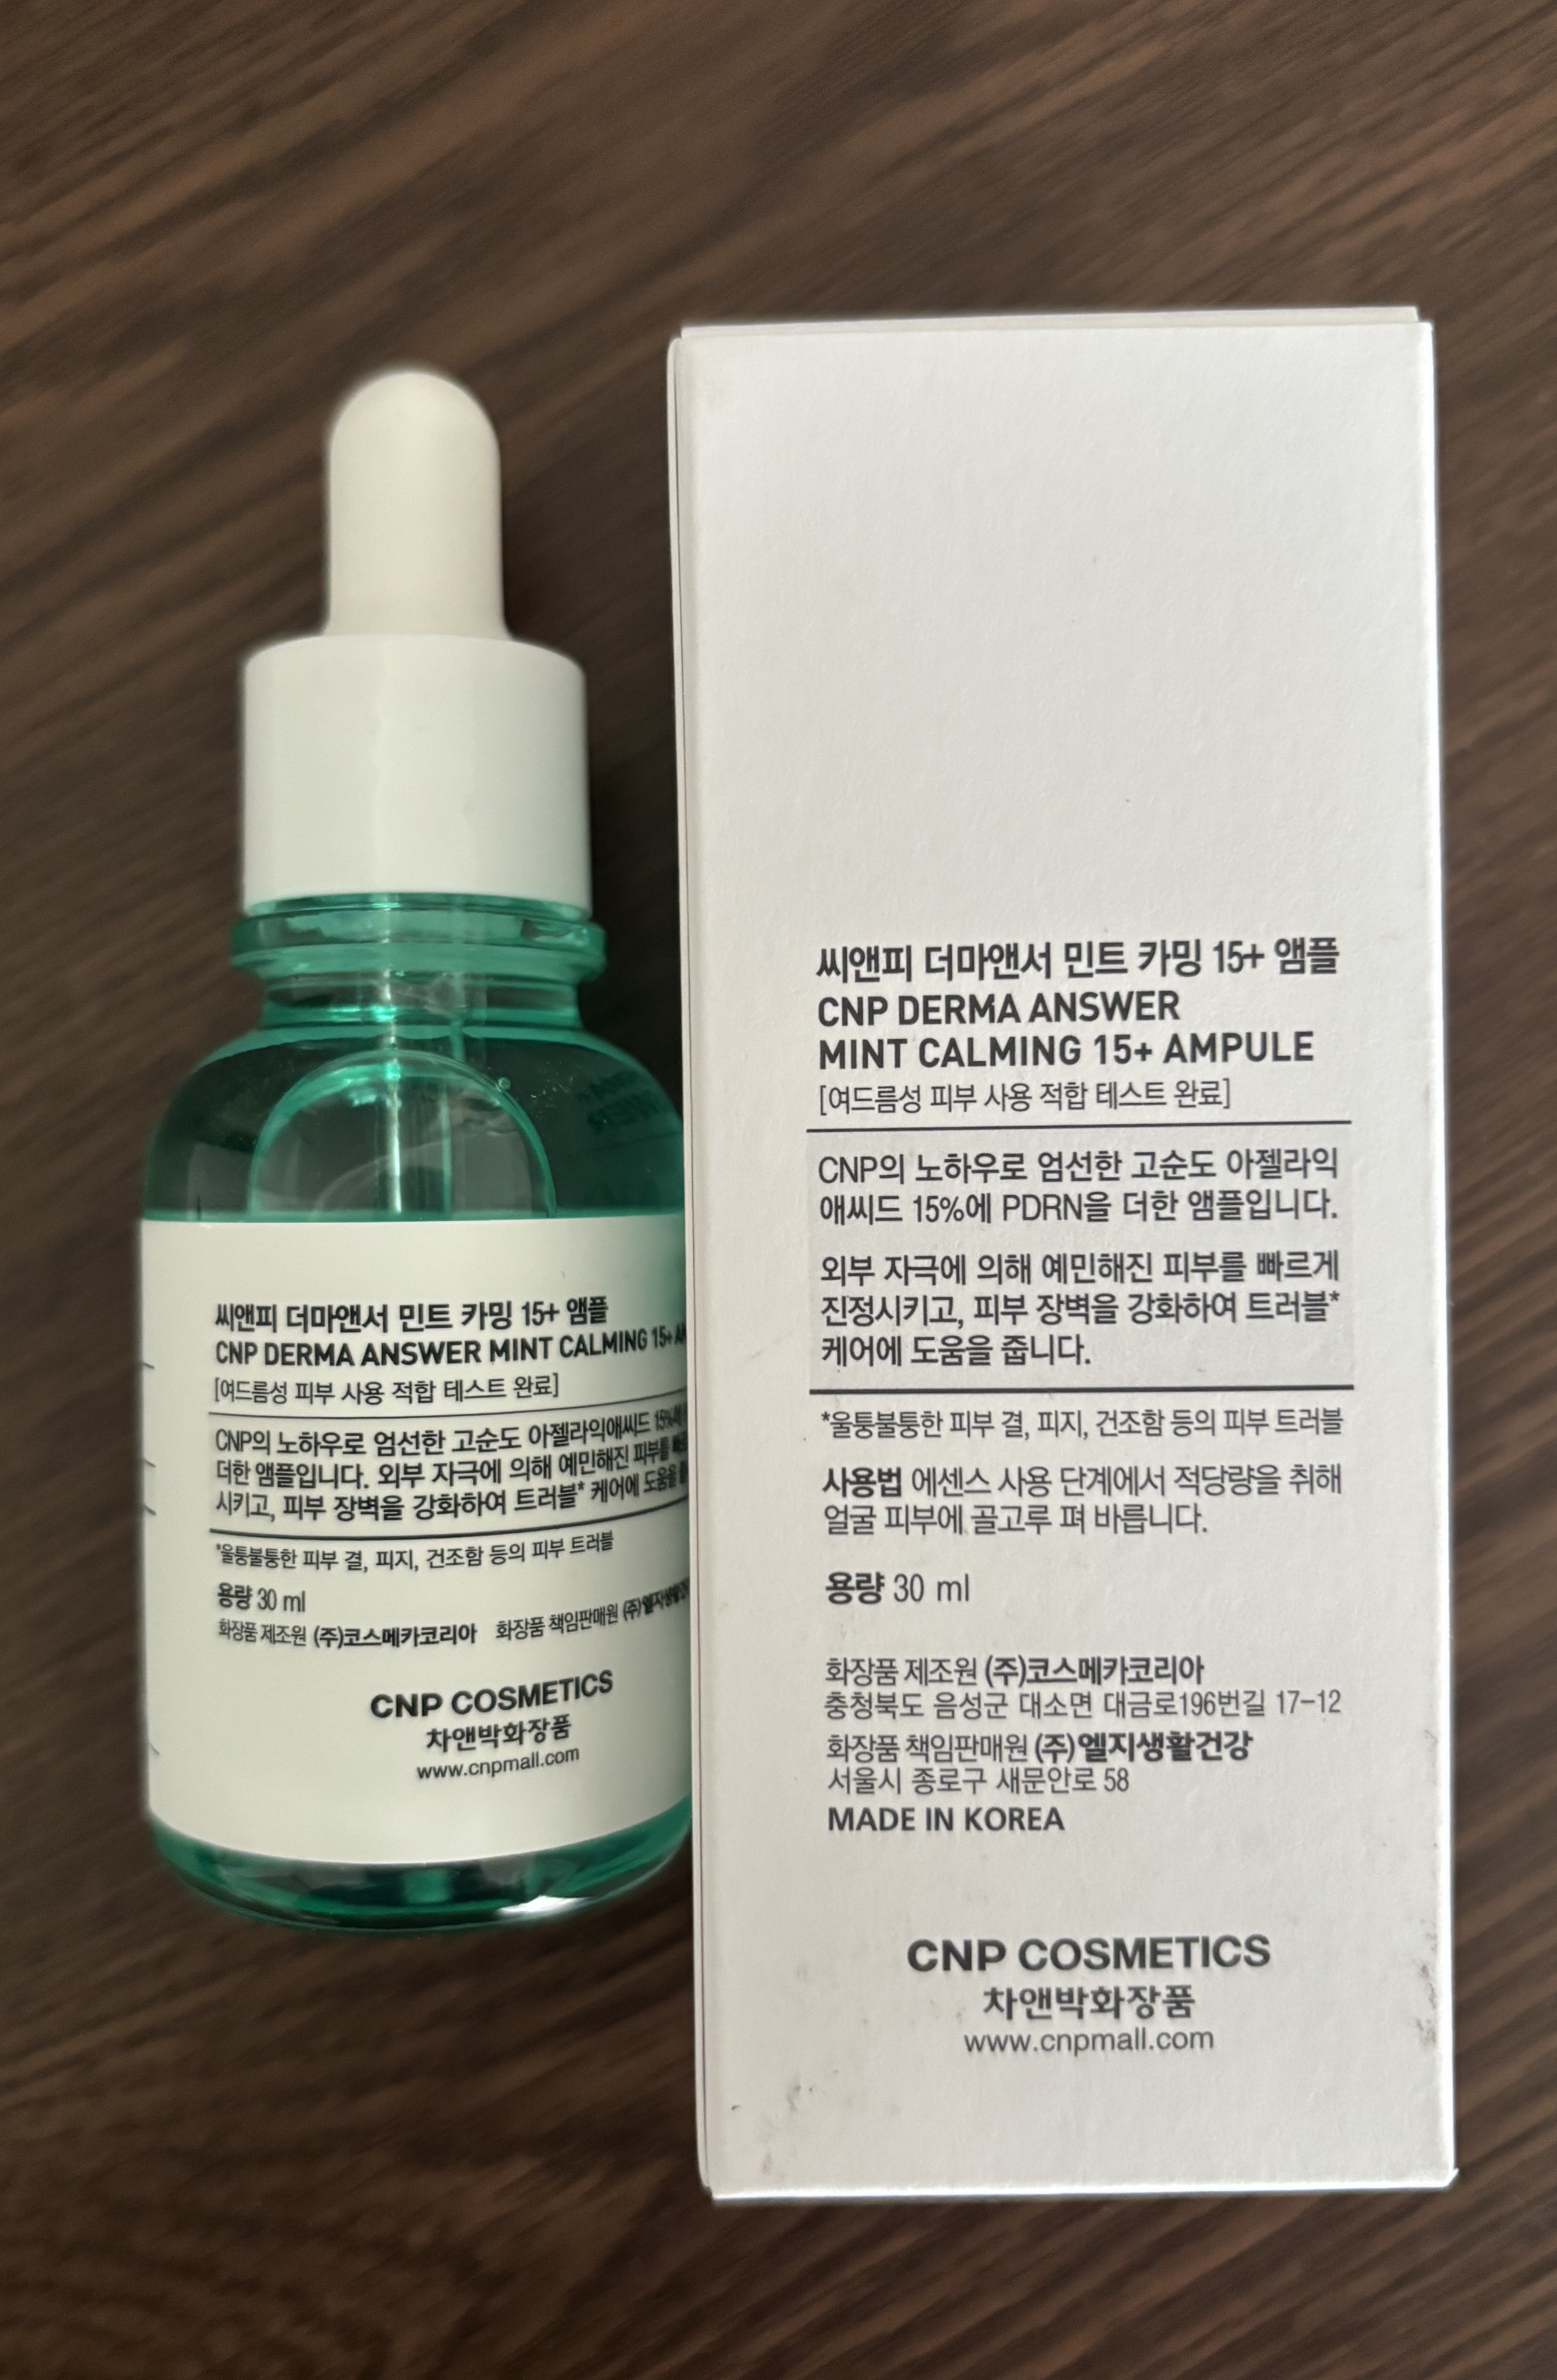 씨앤피 더마앤서 민트 카밍 15+ 앰플
CNP DERMA ANSWER MINT CALMING 15+
[여드름성 피부 사용 적합 테스트 완료]
CNP의 노하우로 엄선한 고순도 아젤라익애씨드 15%에
더한 앰플입니다. 외부 자극에 의해 예민해진 피부를
시키고, 피부 장벽을 강화하여 트러블* 케어에 도움을
*울퉁불퉁한 피부 결, 피지, 건조함 등의 피부 트러블
용량 30 ml
화장품 제조원 (주)코스메카코리아 화장품 책임판매원 (주)엘지생활건
CNP COSMETICS
차앤박화장품
www.cnpmall.com
씨앤피 더마앤서 민트 카밍 15+ 앰플
CNP DERMA ANSWER
MINT CALMING 15+ AMPULE
[여드름성 피부 사용 적합 테스트 완료]
CNP의 노하우로 엄선한 고순도 아젤라익
애씨드 15%에 PDRN을 더한 앰플입니다.
외부 자극에 의해 예민해진 피부를 빠르게
진정시키고, 피부 장벽을 강화하여 트러블*
케어에 도움을 줍니다.
*울퉁불퉁한 피부 결, 피지, 건조함 등의 피부 트러블
사용법 에센스 사용 단계에서 적당량을 취해
얼굴 피부에 골고루 펴 바릅니다.
용량 30 ml
화장품 제조원 (주)코스메카코리아
충청북도 음성군 대소면 대금로196번길 17-12
화장품 책임판매원 (주)엘지생활건강
서울시 종로구 새문안로 58
MADE IN KOREA
CNP COSMETICS
차앤박화장품
www.cnpmall.com